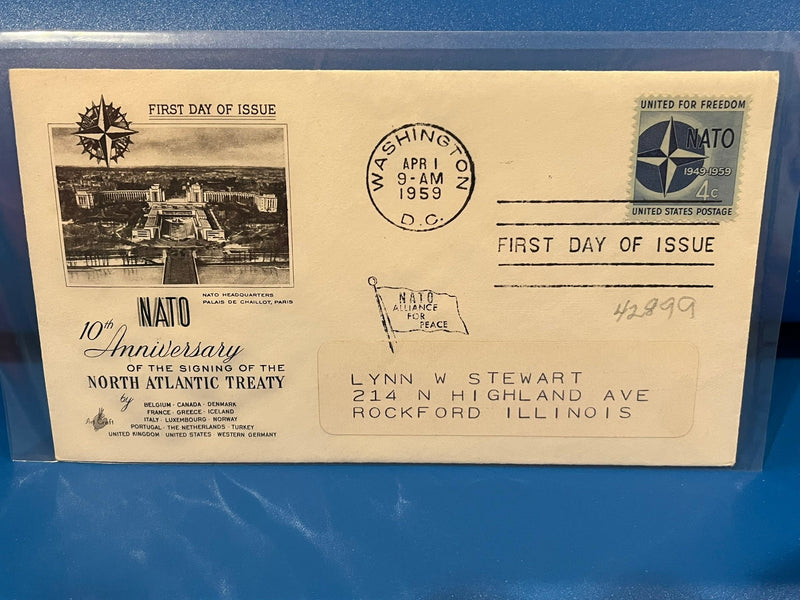 FIRST DAY OF ISSUE
NATO HEADQUARTERS
PALAIS DE CHAILLOT, PARIS
NATO
10th
Anniversary
OF THE SIGNING OF THE
NORTH ATLANTIC TREATY
by
BELGIUM · CANADA · DENMARK
FRANCE · GREECE · ICELAND
ITALY · LUXEMBOURG · NORWAY
PORTUGAL · THE NETHERLANDS · TURKEY
UNITED KINGDOM · UNITED STATES · WESTERN GERMANY
Art Craft
WASHINGTON
APR 1
9-AM
1959
D.C.
NATO
ALLIANCE
FOR
PEACE
UNITED FOR FREEDOM
NATO
1949-1959
4c
UNITED STATES POSTAGE
FIRST DAY OF ISSUE
42899
LYNN W STEWART
214 N HIGHLAND AVE
ROCKFORD ILLINOIS